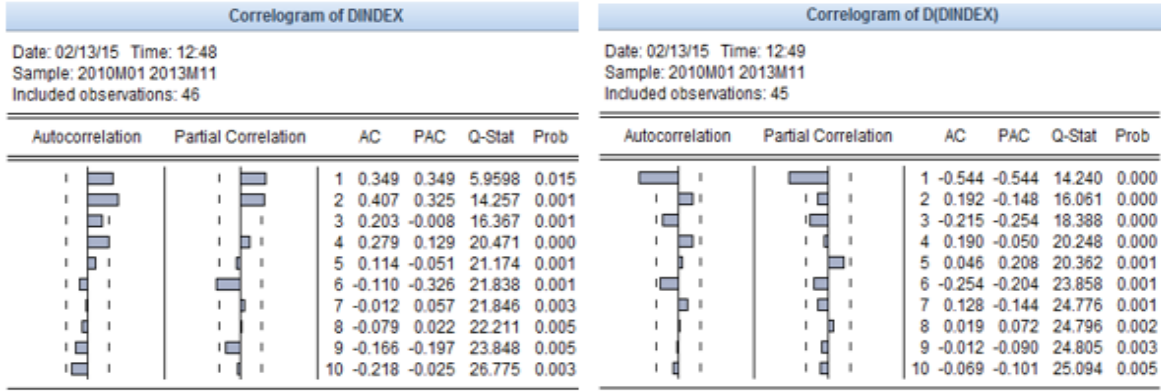 Correlogram of DINDEX
Date: 02/13/15 Time: 12:48
Sample: 2010M01 2013M11
Included observations: 46
Autocorrelation Partial Correlation AC PAC Q-Stat Prob
1 0.349 0.349 5.9598 0.015
2 0.407 0.325 14.257 0.001
3 0.203 -0.008 16.367 0.001
4 0.279 0.129 20.471 0.000
5 0.114 -0.051 21.174 0.001
6 -0.110 -0.326 21.838 0.001
7 -0.012 0.057 21.846 0.003
8 -0.079 0.022 22.211 0.005
9 -0.166 -0.197 23.848 0.005
10 -0.218 -0.025 26.775 0.003
Correlogram of D(DINDEX)
Date: 02/13/15 Time: 12:49
Sample: 2010M01 2013M11
Included observations: 45
Autocorrelation Partial Correlation AC PAC Q-Stat Prob
1 -0.544 -0.544 14.240 0.000
2 0.192 -0.148 16.061 0.000
3 -0.215 -0.254 18.388 0.000
4 0.190 -0.050 20.248 0.000
5 0.046 0.208 20.362 0.001
6 -0.254 -0.204 23.858 0.001
7 0.128 -0.144 24.776 0.001
8 0.019 0.072 24.796 0.002
9 -0.012 -0.090 24.805 0.003
10 -0.069 -0.101 25.094 0.005